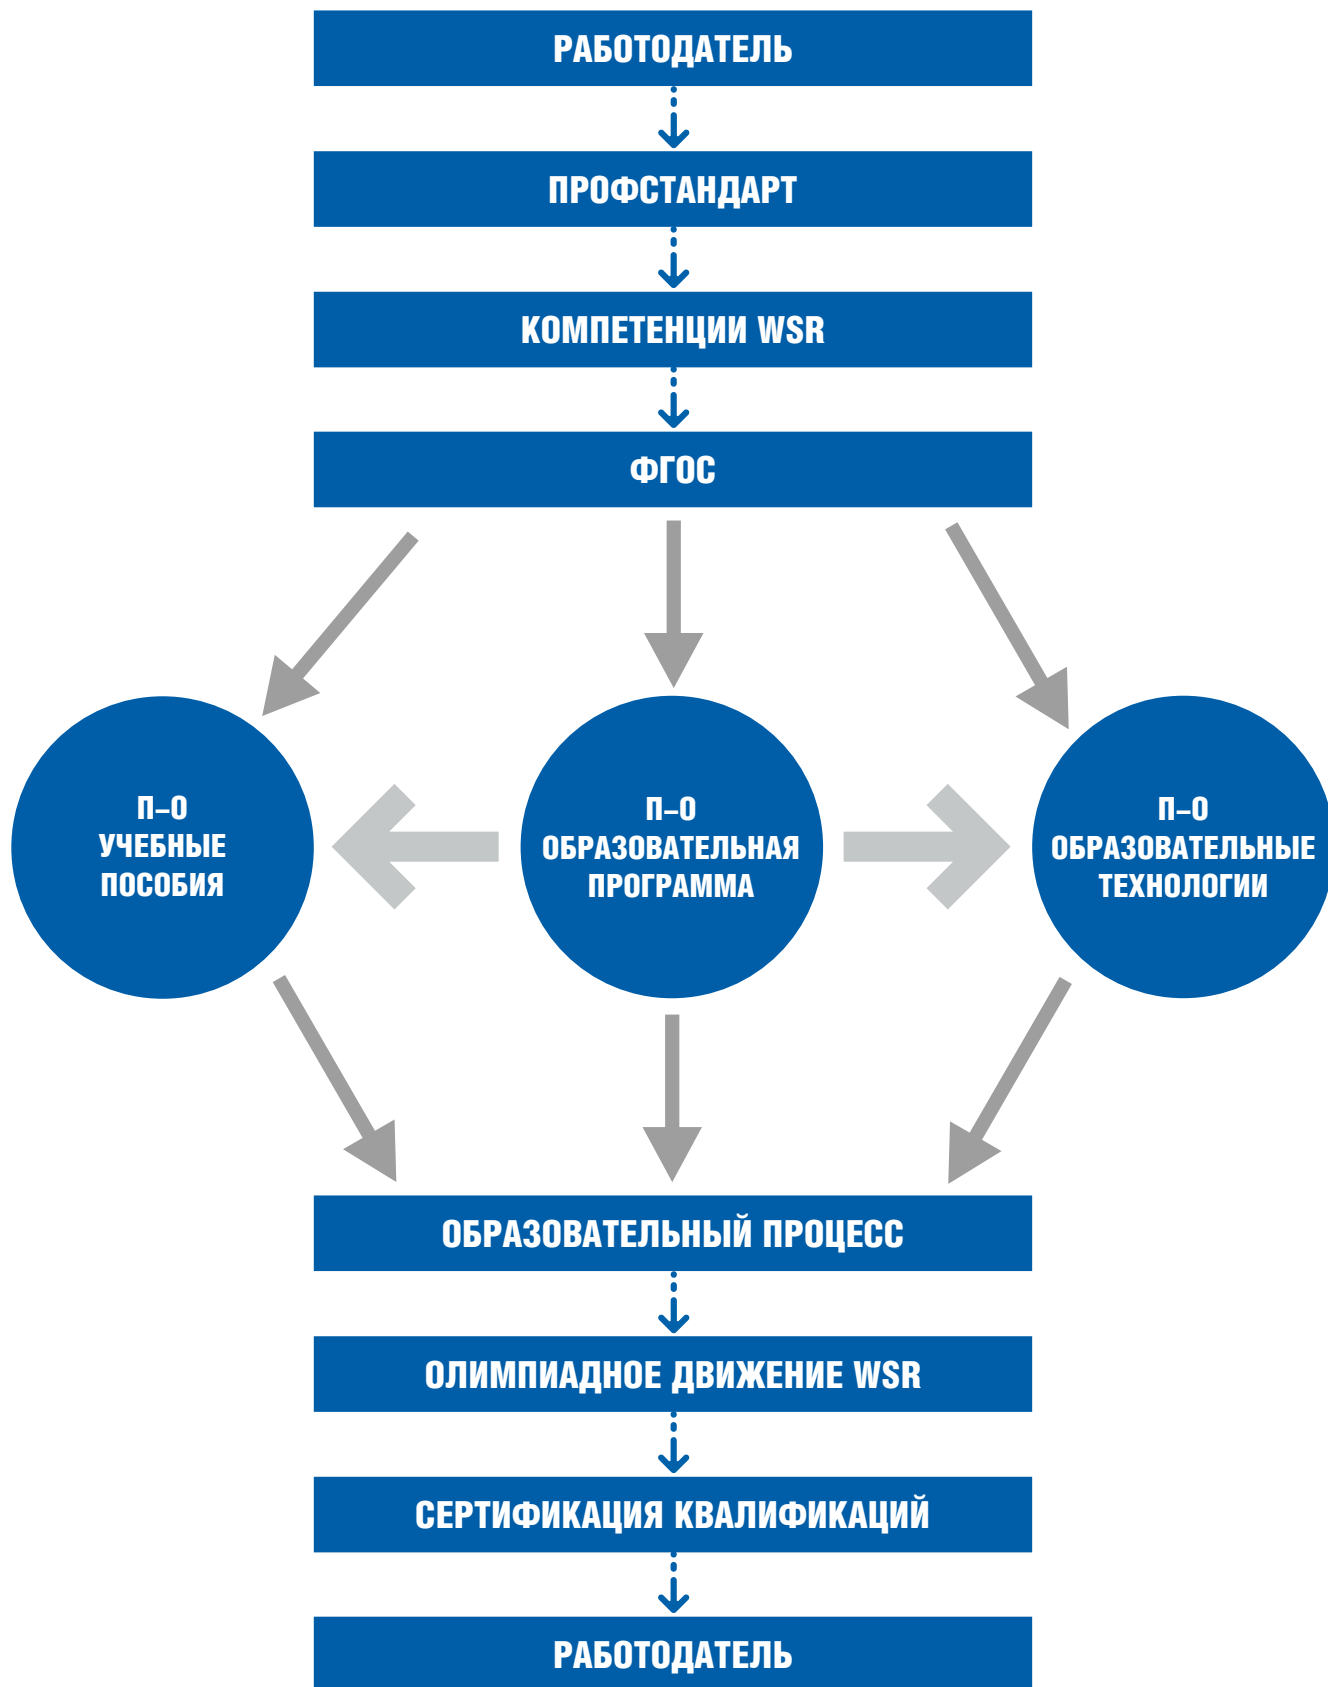 РАБОТОДАТЕЛЬ
ПРОФСТАНДАРТ
КОМПЕТЕНЦИИ WSR
ФГОС
П–О
УЧЕБНЫЕ
ПОСОБИЯ
П–О
ОБРАЗОВАТЕЛЬНАЯ
ПРОГРАММА
П–О
ОБРАЗОВАТЕЛЬНЫЕ
ТЕХНОЛОГИИ
ОБРАЗОВАТЕЛЬНЫЙ ПРОЦЕСС
ОЛИМПИАДНОЕ ДВИЖЕНИЕ WSR
СЕРТИФИКАЦИЯ КВАЛИФИКАЦИЙ
РАБОТОДАТЕЛЬ